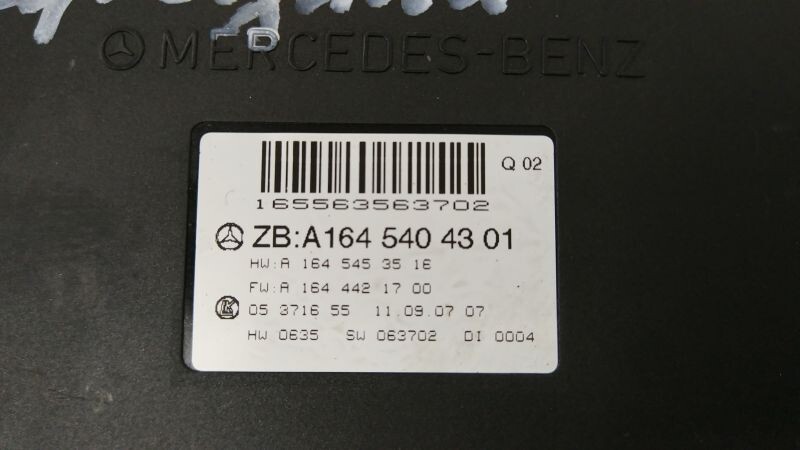 MERCEDES-BENZ
Q 02
165563563702
ZB:A164 540 43 01
HW:A 164 545 35 16
FW:A 164 442 17 00
05 3716 55 11.09.07 07
HW 0635 SW 063702 DI 0004